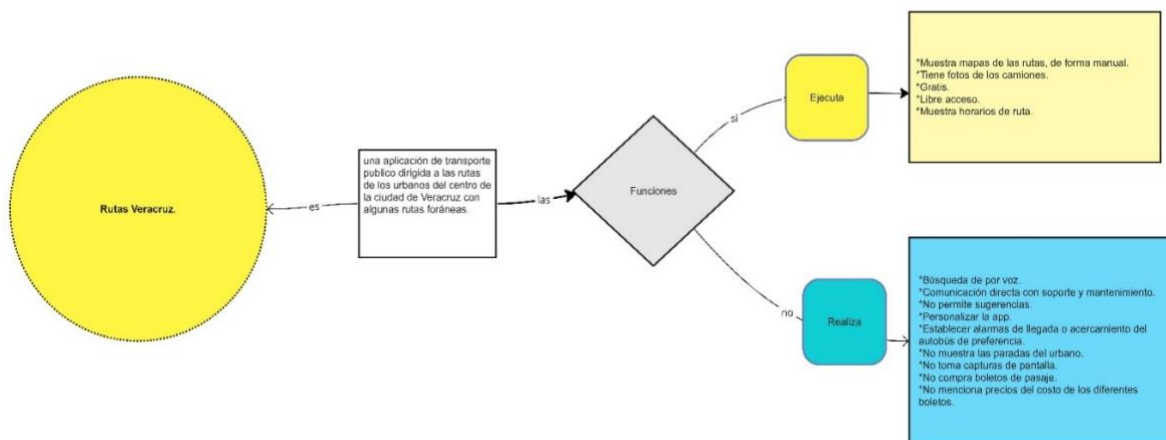 Rutas Veracruz.
es
una aplicación de transporte
publico dirigida a las rutas
de los urbanos del centro de
la ciudad de Veracruz con
algunas rutas foráneas.
las
Funciones
si
Ejecuta
*Muestra mapas de las rutas, de forma manual.
*Tiene fotos de los camiones.
*Gratis.
*Libre acceso.
*Muestra horarios de ruta.
no
Realiza
*Búsqueda de por voz.
*Comunicación directa con soporte y mantenimiento.
*No permite sugerencias.
*Personalizar la app.
*Establecer alarmas de llegada o acercamiento del
autobús de preferencia.
*No muestra las paradas del urbano.
*No toma capturas de pantalla.
*No compra boletos de pasaje.
*No menciona precios del costo de los diferentes
boletos.